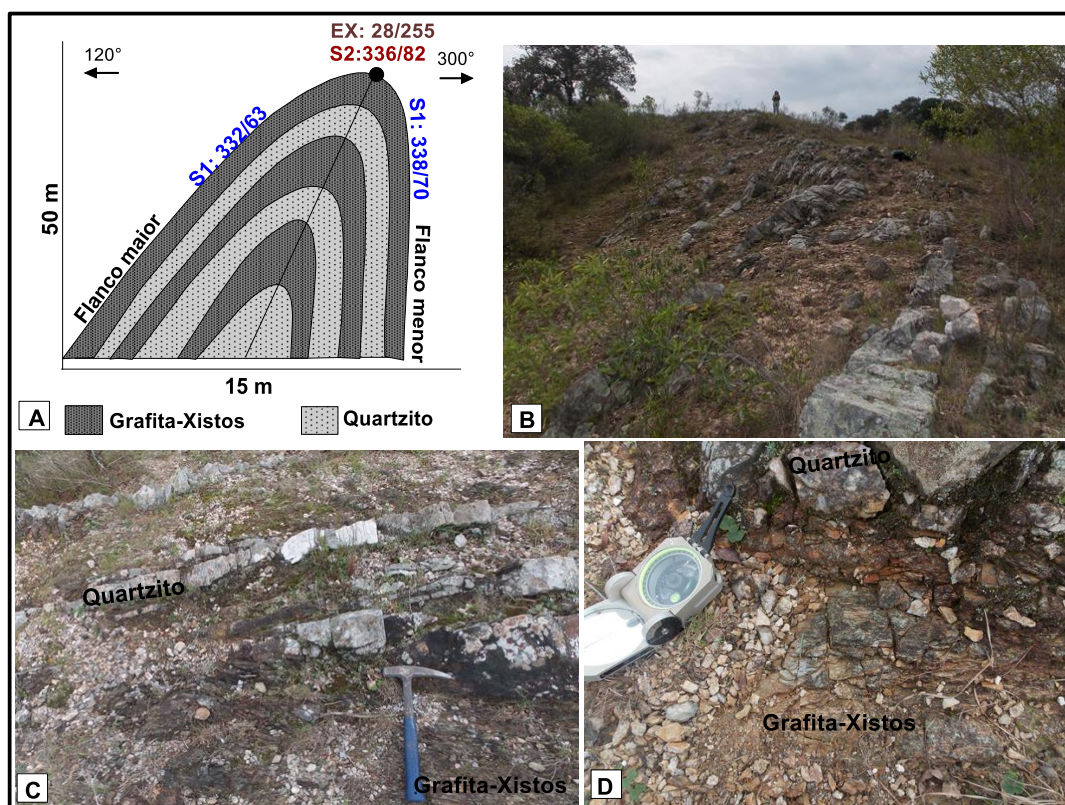 EX: 28/255
S2:336/82
120°
300°
S1: 332/63
S1: 338/70
50 m
Flanco maior
Flanco menor
15 m
A
Grafita-Xistos
Quartzito
B
Quartzito
Grafita-Xistos
C
Quartzito
Grafita-Xistos
D